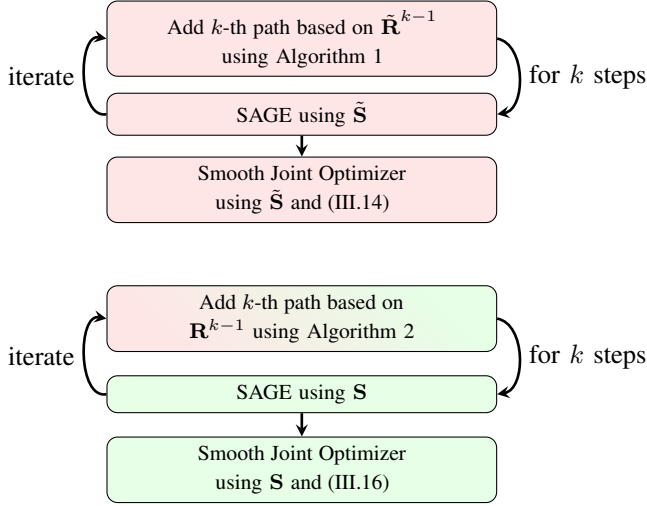 Add k-th path based on R̃^{k−1}
using Algorithm 1
iterate
for k steps
SAGE using S̃
Smooth Joint Optimizer
using S̃ and (III.14)
Add k-th path based on
R^{k−1} using Algorithm 2
iterate
for k steps
SAGE using S
Smooth Joint Optimizer
using S and (III.16)